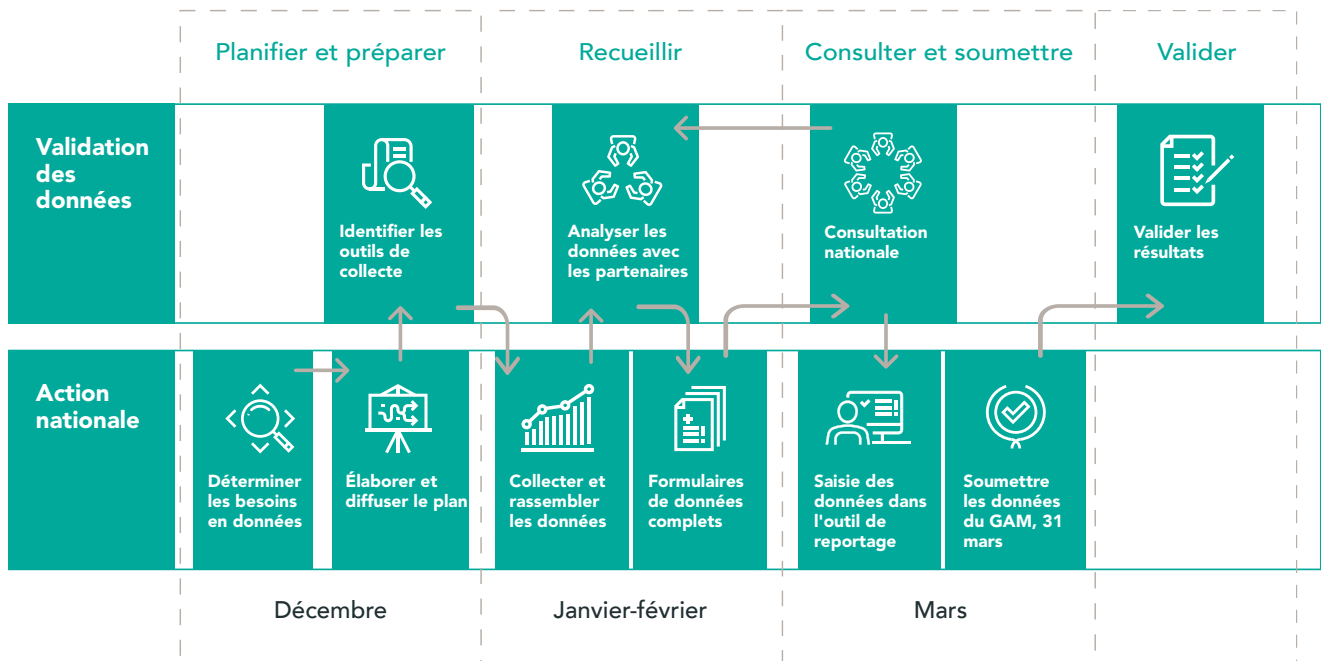 Planifier et préparer
Recueillir
Consulter et soumettre
Valider
Validation
des
données
Identifier les
outils de
collecte
Analyser les
données avec
les partenaires
Consultation
nationale
Valider les
résultats
Action
nationale
Déterminer
les besoins
en données
Élaborer et
diffuser le plan
Collecter et
rassembler
les données
Formulaires
de données
complets
Saisie des
données dans
l'outil de
reportage
Soumettre
les données
du GAM, 31
mars
Décembre
Janvier-février
Mars